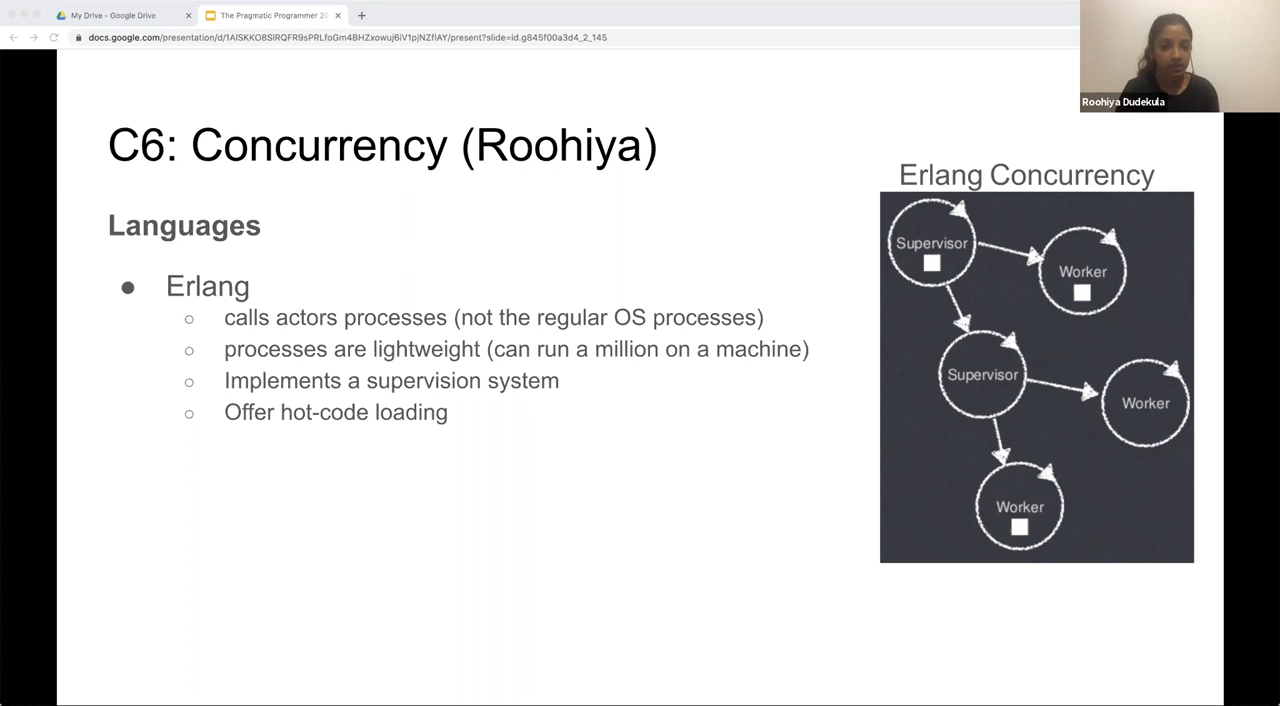 My Drive - Google Drive
The Pragmatic Programmer 20
docs.google.com/presentation/d/1AlSKKO8SlRQFR9sPRLfoGm4BHZxowuj6iV1pjNZflAY/present?slide=id.g845f00a3d4_2_145
Roohiya Dudekula
C6: Concurrency (Roohiya)
Languages
● Erlang
○ calls actors processes (not the regular OS processes)
○ processes are lightweight (can run a million on a machine)
○ Implements a supervision system
○ Offer hot-code loading
Erlang Concurrency
Supervisor
Worker
Supervisor
Worker
Worker